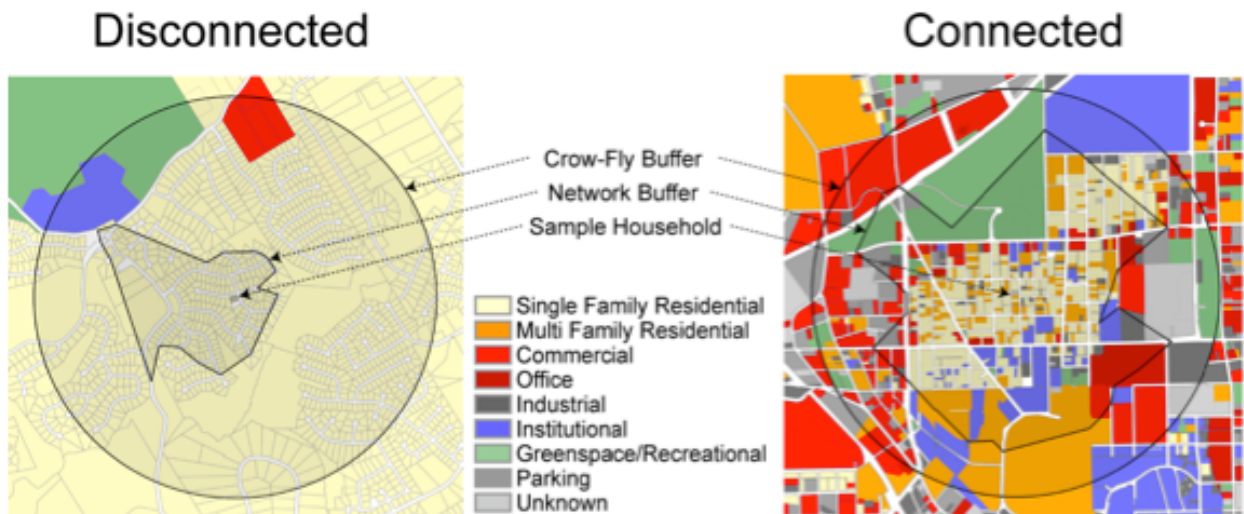 Disconnected
Connected
Crow-Fly Buffer
Network Buffer
Sample Household
Single Family Residential
Multi Family Residential
Commercial
Office
Industrial
Institutional
Greenspace/Recreational
Parking
Unknown